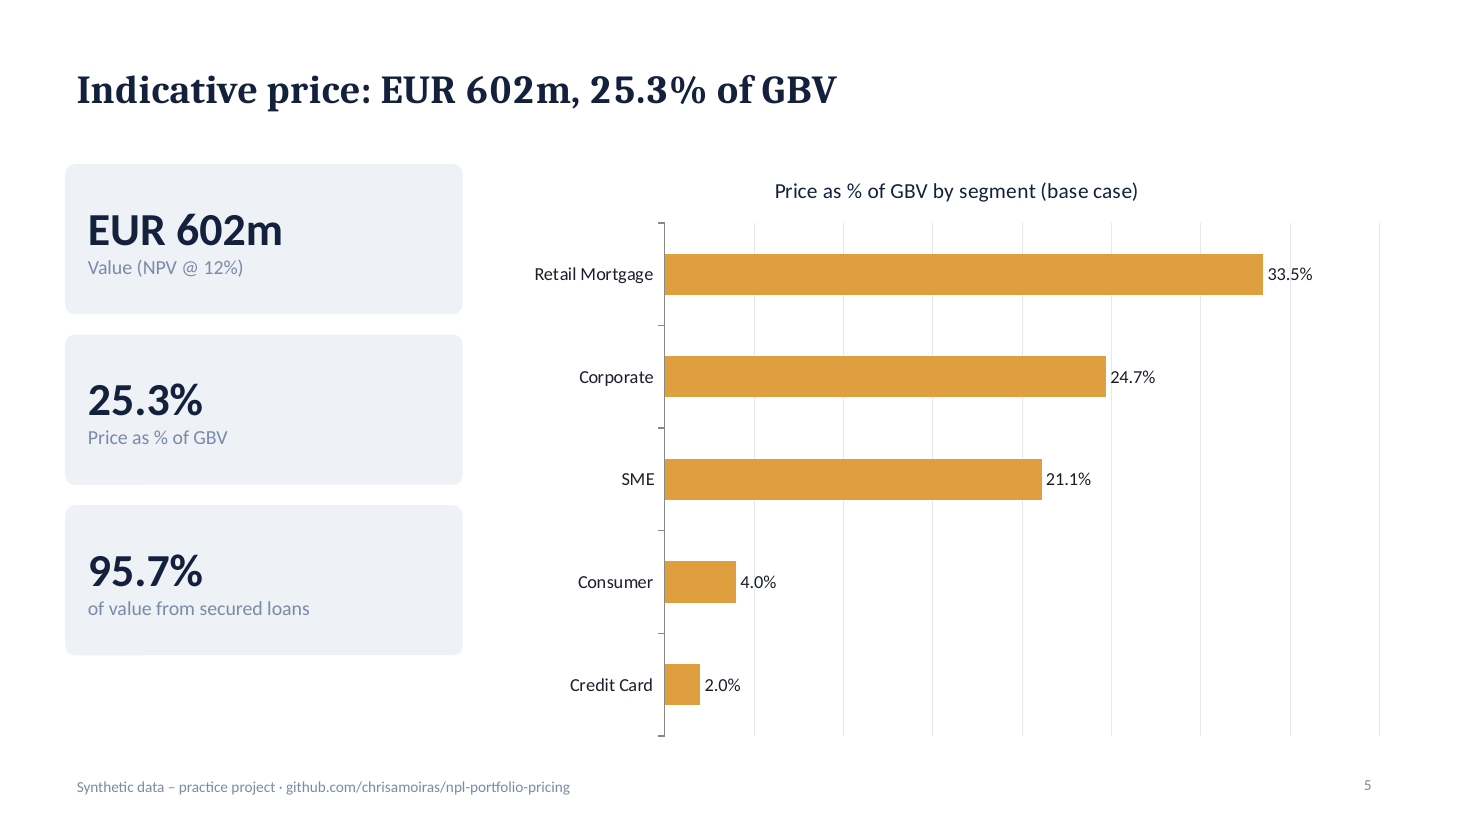 Indicative price: EUR 602m, 25.3% of GBV
EUR 602m
Value (NPV @ 12%)
25.3%
Price as % of GBV
95.7%
of value from secured loans
Price as % of GBV by segment (base case)
Retail Mortgage 33.5%
Corporate 24.7%
SME 21.1%
Consumer 4.0%
Credit Card 2.0%
Synthetic data – practice project · github.com/chrisamoiras/npl-portfolio-pricing
5